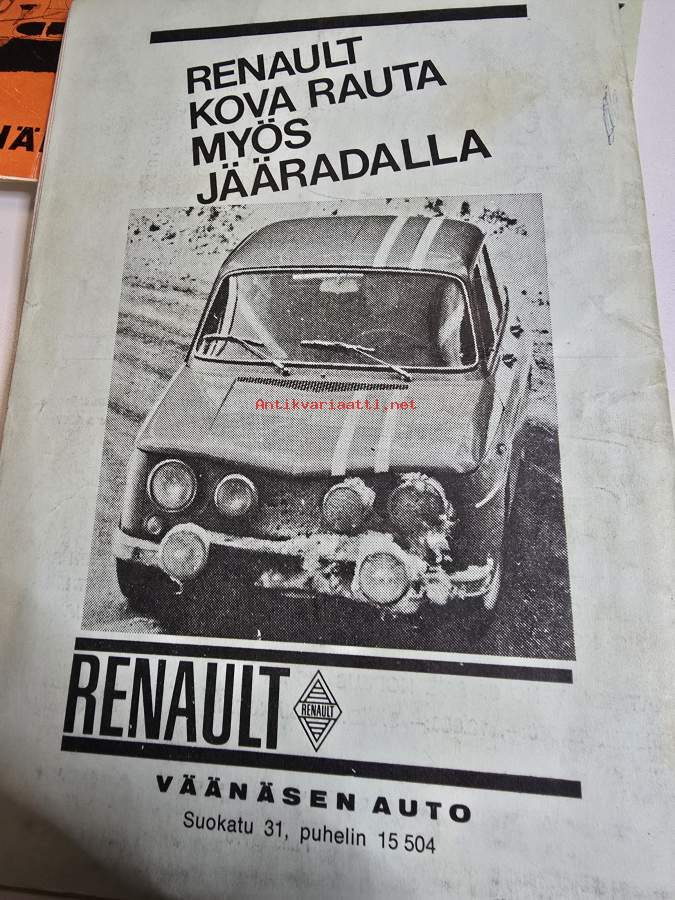 RENAULT
KOVA RAUTA
MYÖS
JÄÄRADALLA
Antikvariaatti.net
RENAULT
RENAULT
VÄÄNÄSEN AUTO
Suokatu 31, puhelin 15 504